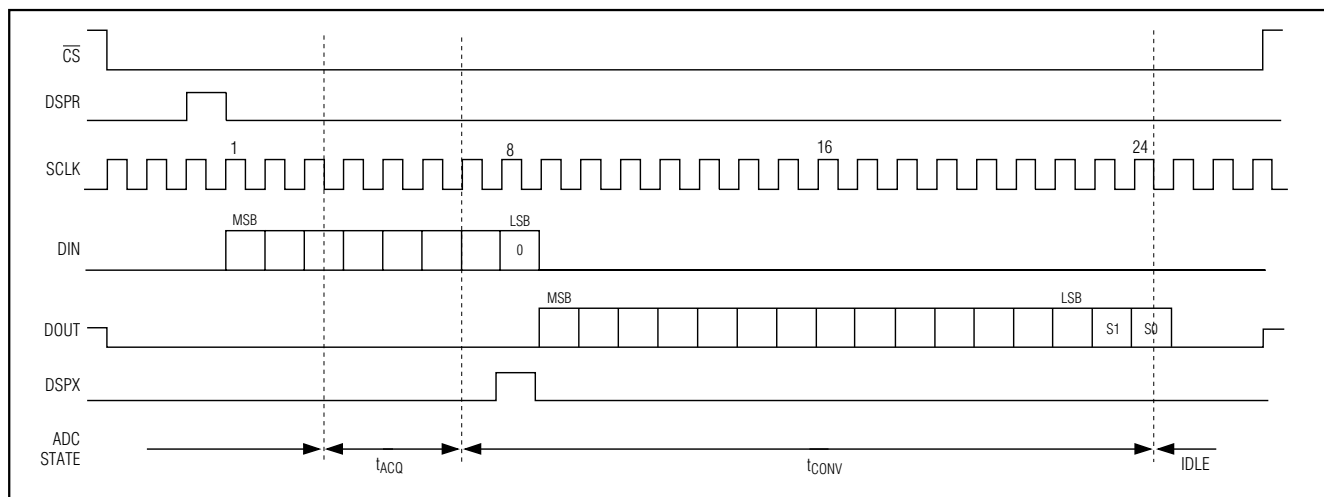 CS
DSPR
1 8 16 24
SCLK
MSB LSB
DIN 0
MSB LSB
DOUT S1 S0
DSPX
ADC
STATE
tACQ tCONV IDLE